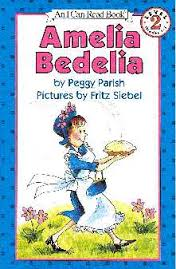 An I Can Read Book®
2
Amelia
Bedelia
by Peggy Parish
Pictures by Fritz Siebel